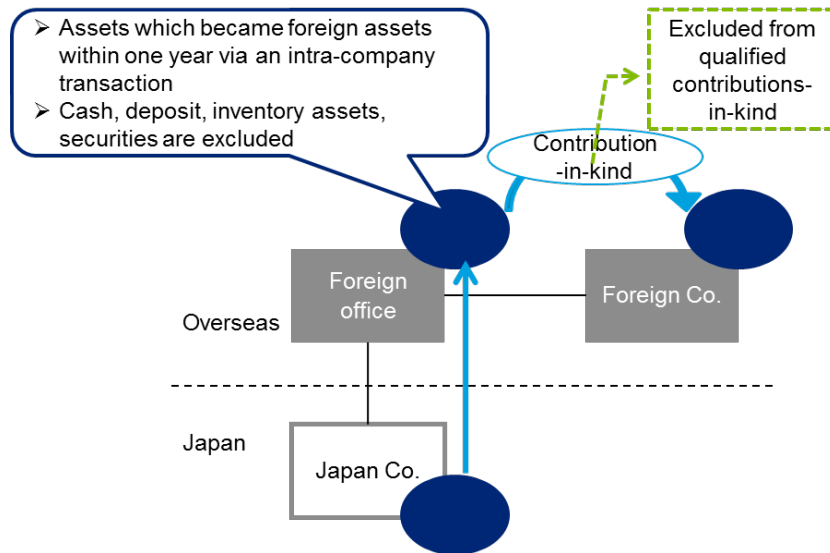 ➢ Assets which became foreign assets
within one year via an intra-company
transaction
➢ Cash, deposit, inventory assets,
securities are excluded
Excluded from
qualified
contributions-
in-kind
Contribution
-in-kind
Foreign
office
Foreign Co.
Overseas
Japan
Japan Co.